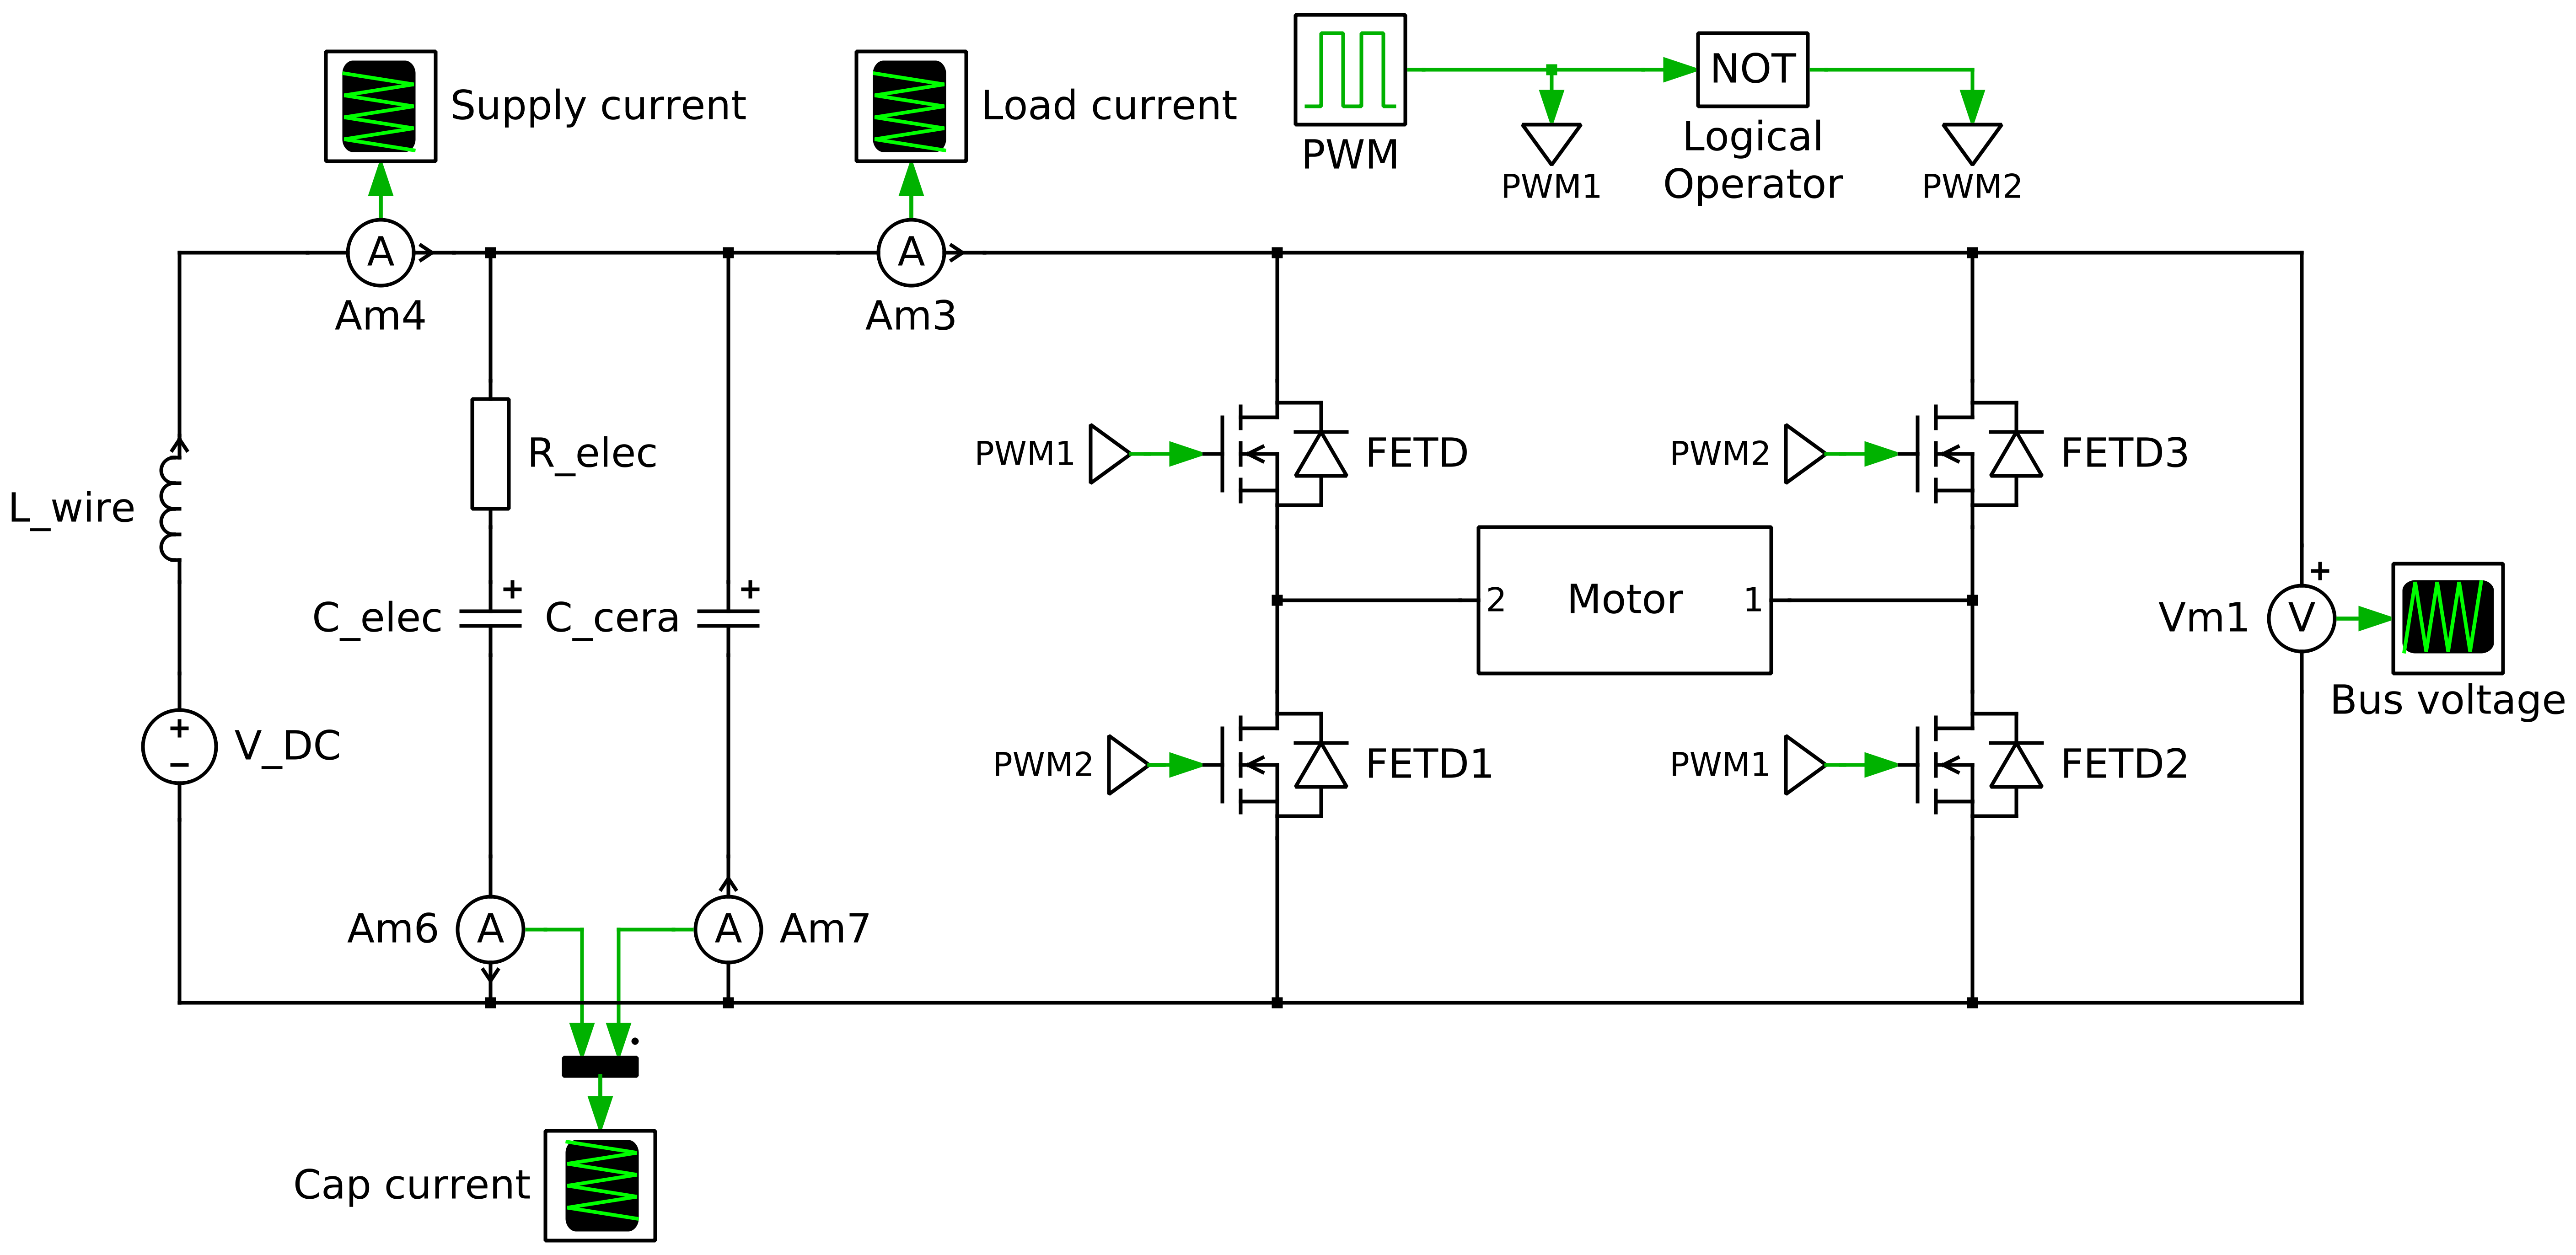 Supply current
Load current
PWM
NOT
Logical
Operator
PWM1
PWM2
A
Am4
A
Am3
L_wire
R_elec
PWM1
FETD
PWM2
FETD3
+
C_elec
+
C_cera
2 Motor 1
+
Vm1
V
Bus voltage
+
−
V_DC
PWM2
FETD1
PWM1
FETD2
Am6
A
A
Am7
Cap current